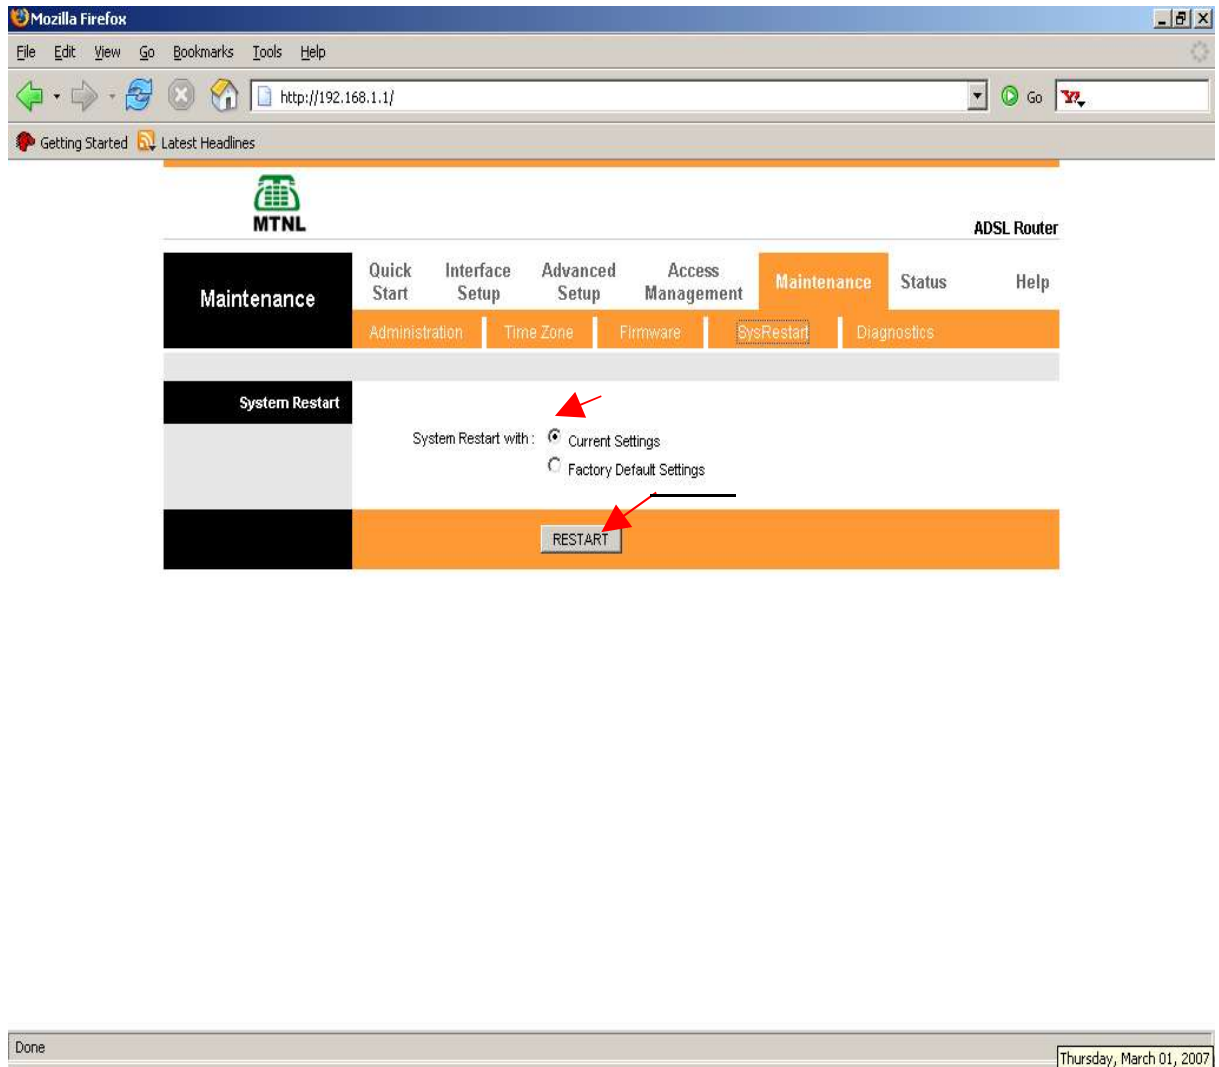 Mozilla Firefox
File Edit View Go Bookmarks Tools Help
http://192.168.1.1/
Go
Y!
Getting Started Latest Headlines
MTNL
ADSL Router
Maintenance
Quick Start
Interface Setup
Advanced Setup
Access Management
Maintenance
Status
Help
Administration Time Zone Firmware SysRestart Diagnostics
System Restart
System Restart with : Current Settings
Factory Default Settings
RESTART
Done
Thursday, March 01, 2007